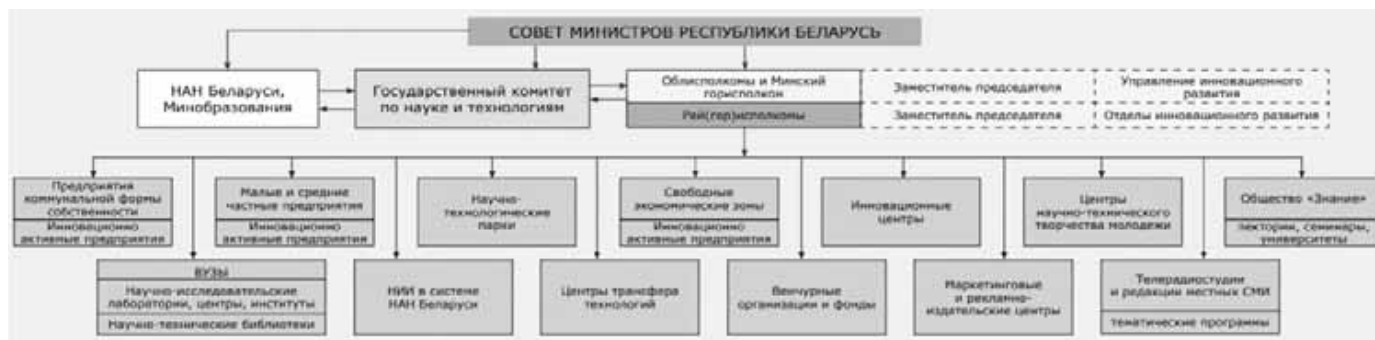 СОВЕТ МИНИСТРОВ РЕСПУБЛИКИ БЕЛАРУСЬ
НАН Беларуси,
Минобразования
Государственный комитет
по науке и технологиям
Облисполкомы и Минский
горисполком
Рай(гор)исполкомы
Заместитель председателя
Управление инновационного
развития
Заместитель председателя
Отделы инновационного развития
Предприятия
коммунальной формы
собственности
Инновационно
активные предприятия
Малые и средние
частные предприятия
Инновационно
активные предприятия
Научно-
технологические
парки
Свободные
экономические зоны
Инновационно
активные предприятия
Инновационные
центры
Центры
научно-технического
творчества молодежи
Общество «Знание»
лектории, семинары,
университеты
ВУЗЫ
Научно-исследовательские
лаборатории, центры, институты
Научно-технические библиотеки
НИИ в системе
НАН Беларуси
Центры трансфера
технологий
Венчурные
организации и фонды
Маркетинговые
и рекламно-
издательские центры
Телерадиостудии
и редакции местных СМИ
тематические программы